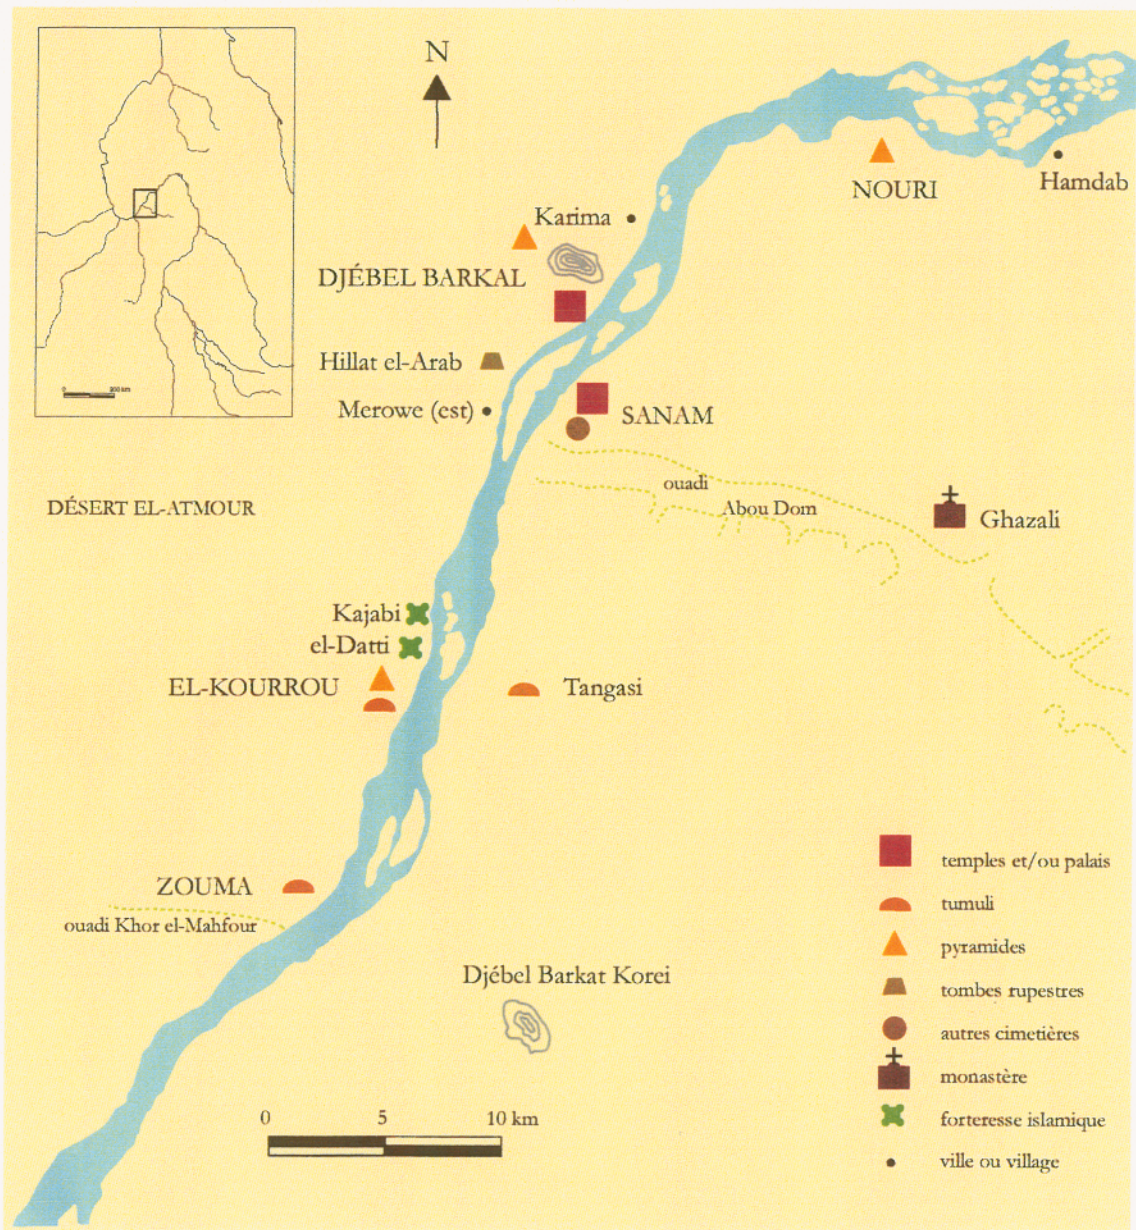 N
NOURI
Hamdab
Karima
DJÉBEL BARKAL
Hillat el-Arab
Merowe (est)
SANAM
ouadi
Abou Dom
DÉSERT EL-ATMOUR
Ghazali
Kajabi
el-Datti
EL-KOURROU
Tangasi
ZOUMA
ouadi Khor el-Mahfour
Djébel Barkat Korei
0 5 10 km
temples et/ou palais
tumuli
pyramides
tombes rupestres
autres cimetières
monastère
forteresse islamique
ville ou village